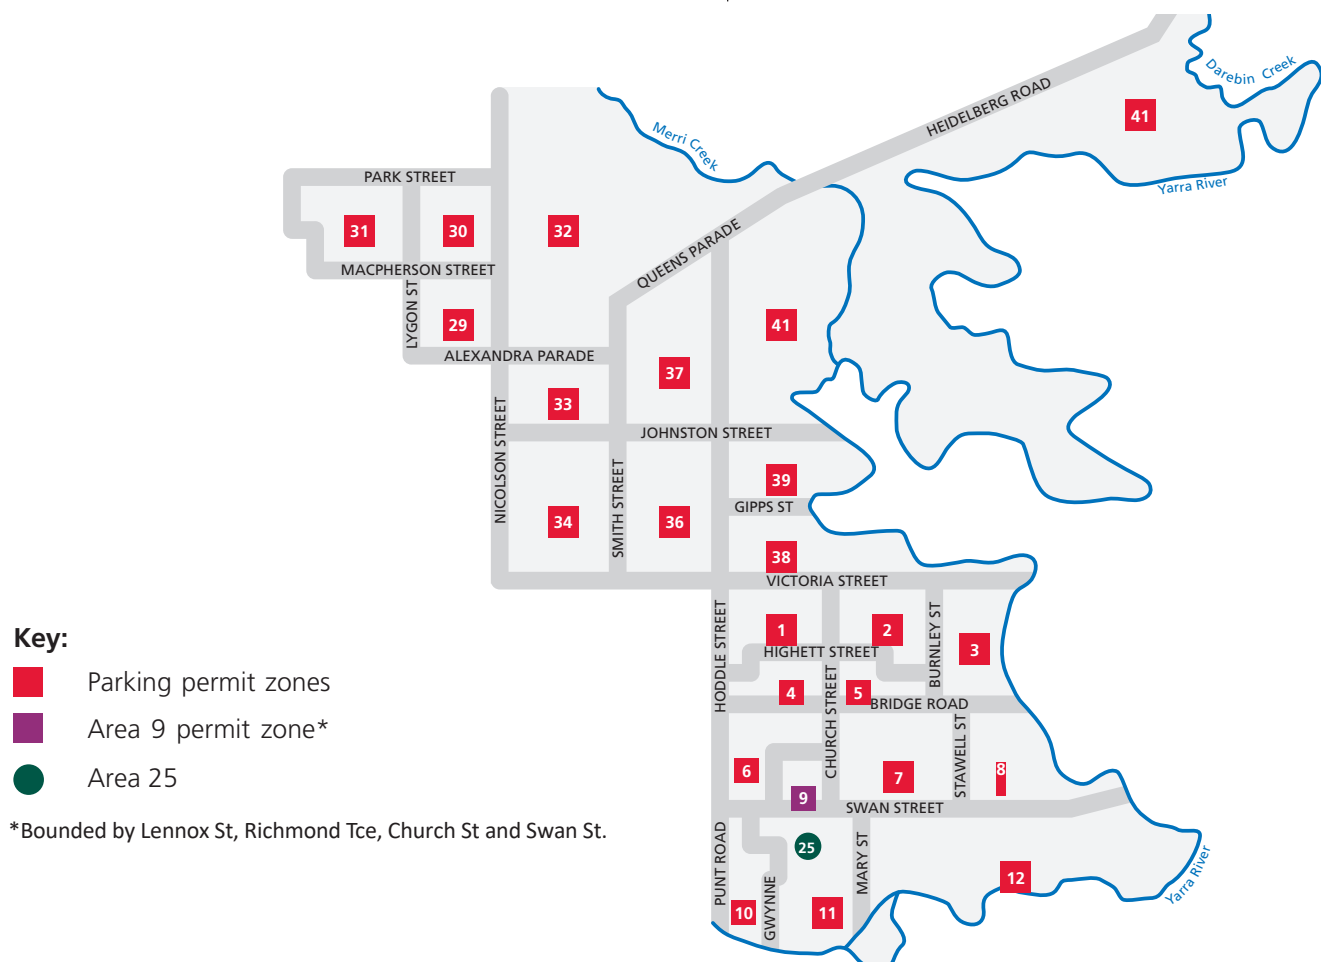 Darebin Creek
HEIDELBERG ROAD
41
Merri Creek
Yarra River
PARK STREET
31
30
32
QUEENS PARADE
MACPHERSON STREET
LYGON ST
29
41
ALEXANDRA PARADE
37
33
NICOLSON STREET
JOHNSTON STREET
SMITH STREET
39
GIPPS ST
34
36
38
VICTORIA STREET
HODDLE STREET
1
2
BURNLEY ST
3
HIGHETT STREET
CHURCH STREET
4
5
BRIDGE ROAD
STAWELL ST
6
7
8
9
SWAN STREET
PUNT ROAD
25
MARY ST
12
Yarra River
GWYNNE
10
11
Key:
Parking permit zones
Area 9 permit zone*
Area 25
*Bounded by Lennox St, Richmond Tce, Church St and Swan St.